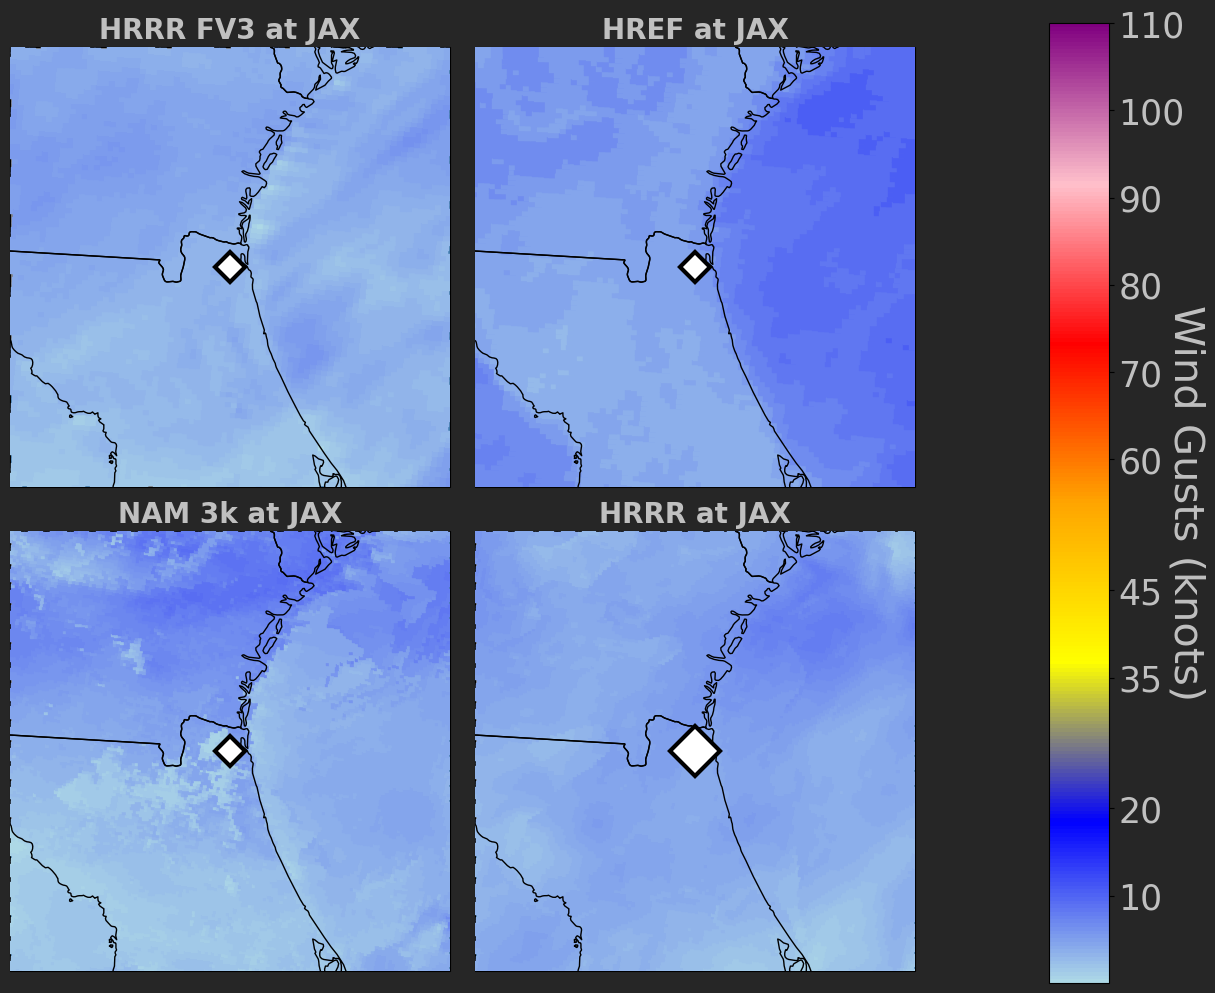 HRRR FV3 at JAX
HREF at JAX
NAM 3k at JAX
HRRR at JAX
110
100
90
80
70
60
45
35
20
10
Wind Gusts (knots)